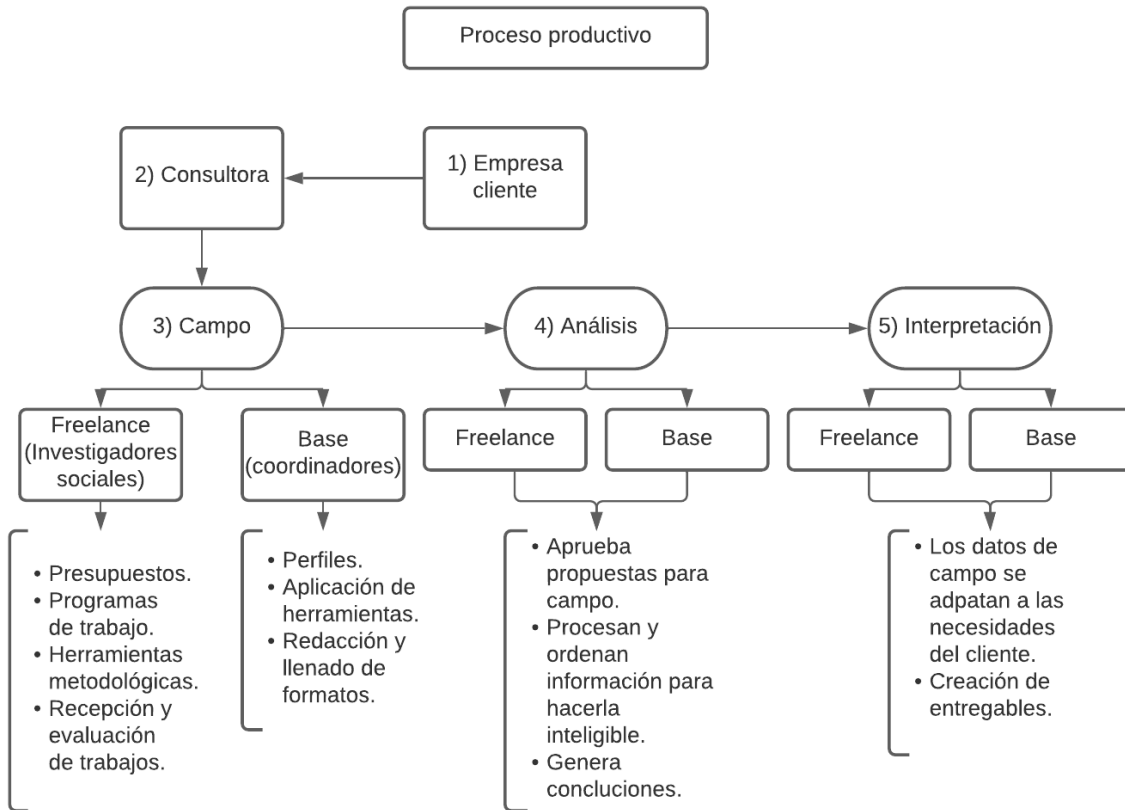 Proceso productivo
2) Consultora
1) Empresa
cliente
3) Campo
4) Análisis
5) Interpretación
Freelance
(Investigadores
sociales)
Base
(coordinadores)
Freelance
Base
Freelance
Base
• Presupuestos.
• Programas
de trabajo.
• Herramientas
metodológicas.
• Recepción y
evaluación
de trabajos.
• Perfiles.
• Aplicación de
herramientas.
• Redacción y
llenado de
formatos.
• Aprueba
propuestas para
campo.
• Procesan y
ordenan
información para
hacerla
inteligible.
• Genera
concluciones.
• Los datos de
campo se
adpatan a las
necesidades
del cliente.
• Creación de
entregables.